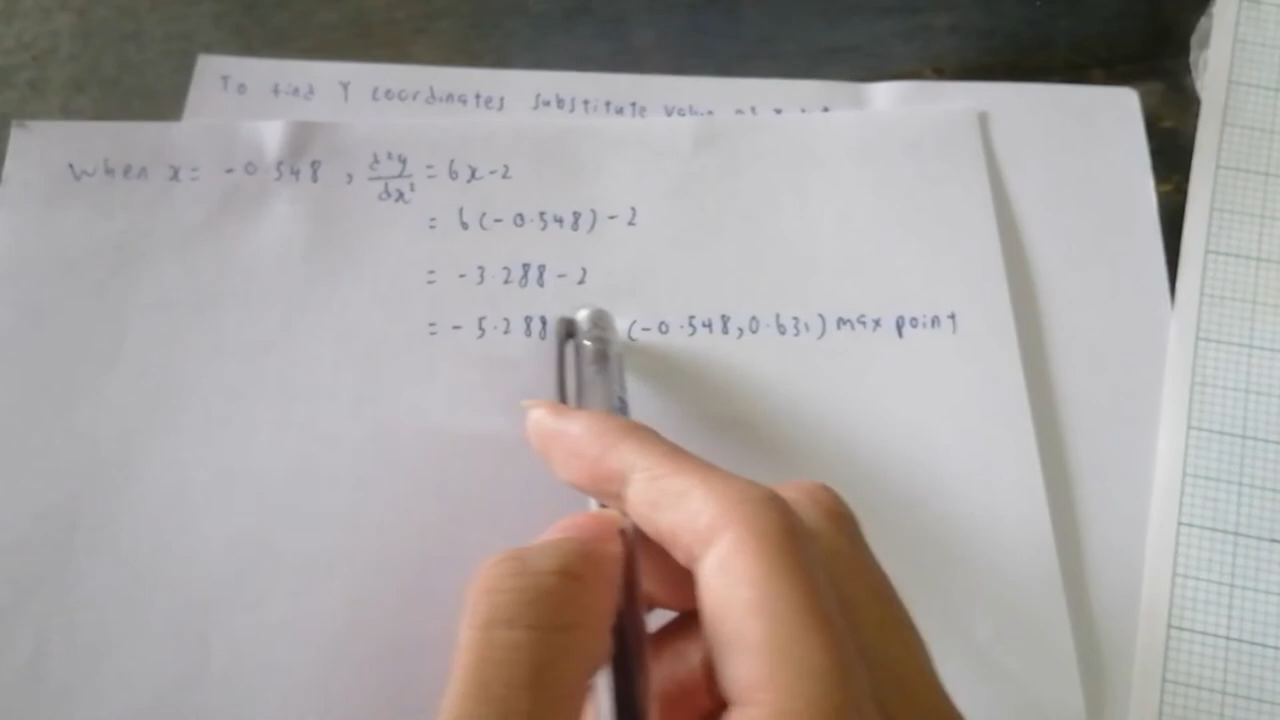 To find Y coordinates substitute
When x = -0.548 , d²y/dx² = 6x-2
= 6(-0.548)-2
= -3.288-2
= -5.288 (-0.548,0.631) max point